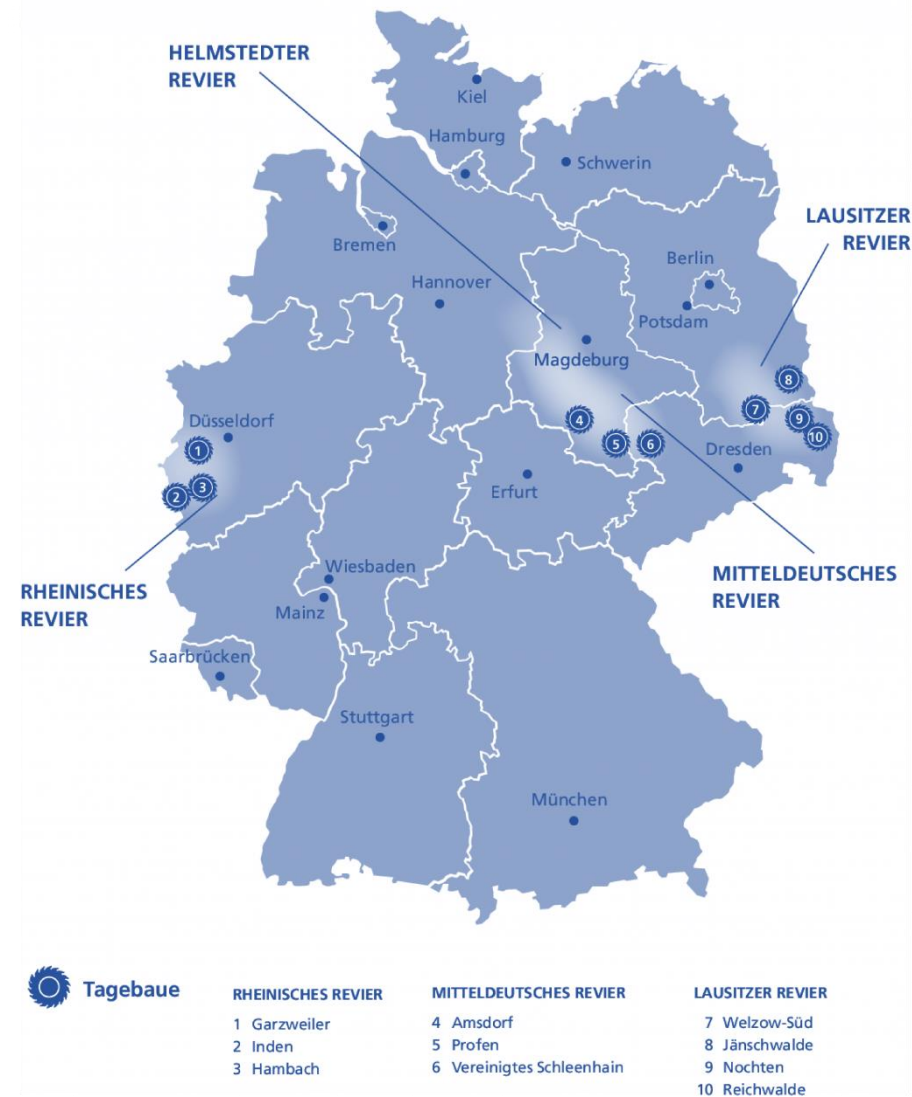 HELMSTEDTER
REVIER
Kiel
Hamburg
Schwerin
LAUSITZER
REVIER
Bremen
Berlin
Hannover
Potsdam
Magdeburg
8
7
9
4
10
Düsseldorf
5
6
1
Dresden
3
2
Erfurt
Wiesbaden
MITTELDEUTSCHES
REVIER
RHEINISCHES
REVIER
Mainz
Saarbrücken
Stuttgart
München
Tagebaue
RHEINISCHES REVIER
1 Garzweiler
2 Inden
3 Hambach
MITTELDEUTSCHES REVIER
4 Amsdorf
5 Profen
6 Vereinigtes Schleenhain
LAUSITZER REVIER
7 Welzow-Süd
8 Jänschwalde
9 Nochten
10 Reichwalde